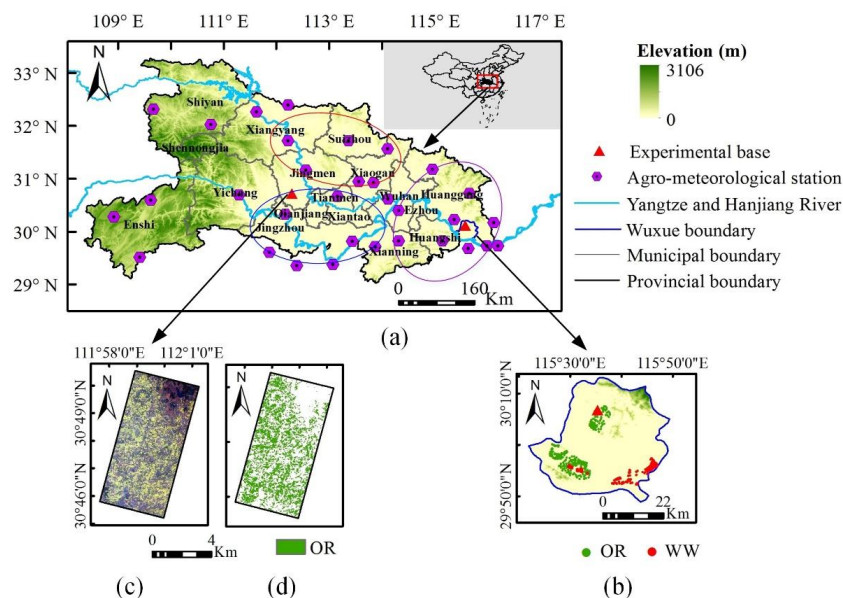 109° E 111° E 113° E 115° E 117° E
33° N
32° N
31° N
30° N
29° N
N
Shiyan
Xiangyang
Suizhou
Shennongjia
Jingmen
Xiaogan
Yichang
Tianmen
Wuhan
Huanggang
Enshi
Qianjiang
Xiantao
Ezhou
Jingzhou
Huangshi
Xianning
0 160
Km
(a)
Elevation (m)
3106
0
Experimental base
Agro-meteorological station
Yangtze and Hanjiang River
Wuxue boundary
Municipal boundary
Provincial boundary
111°58'0"E 112°1'0"E
30°49'0"N
30°46'0"N
N
N
0 4
Km
OR
(c)
(d)
115°30'0"E 115°50'0"E
30°10'0"N
29°50'0"N
N
0 22
Km
OR WW
(b)